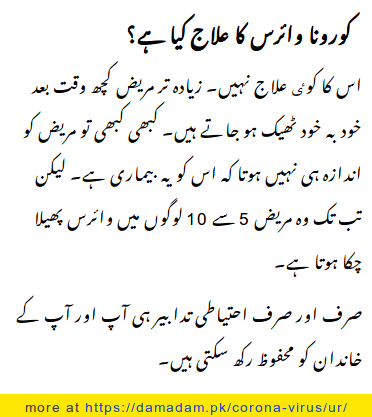 کورونا وائرس کا علاج کیا ہے؟
اس کا کوئی علاج نہیں۔ زیادہ تر مریض کچھ وقت بعد
خود بہ خود ٹھیک ہو جاتے ہیں۔ کبھی کبھی تو مریض کو
اندازہ ہی نہیں ہوتا کہ اس کو یہ بیماری ہے۔ لیکن
تب تک وہ مریض 5 سے 10 لوگوں میں وائرس پھیلا
چکا ہوتا ہے۔
صرف اور صرف احتیاطی تدابیر ہی آپ اور آپ کے
خاندان کو محفوظ رکھ سکتی ہیں۔
more at https://damadam.pk/corona-virus/ur/